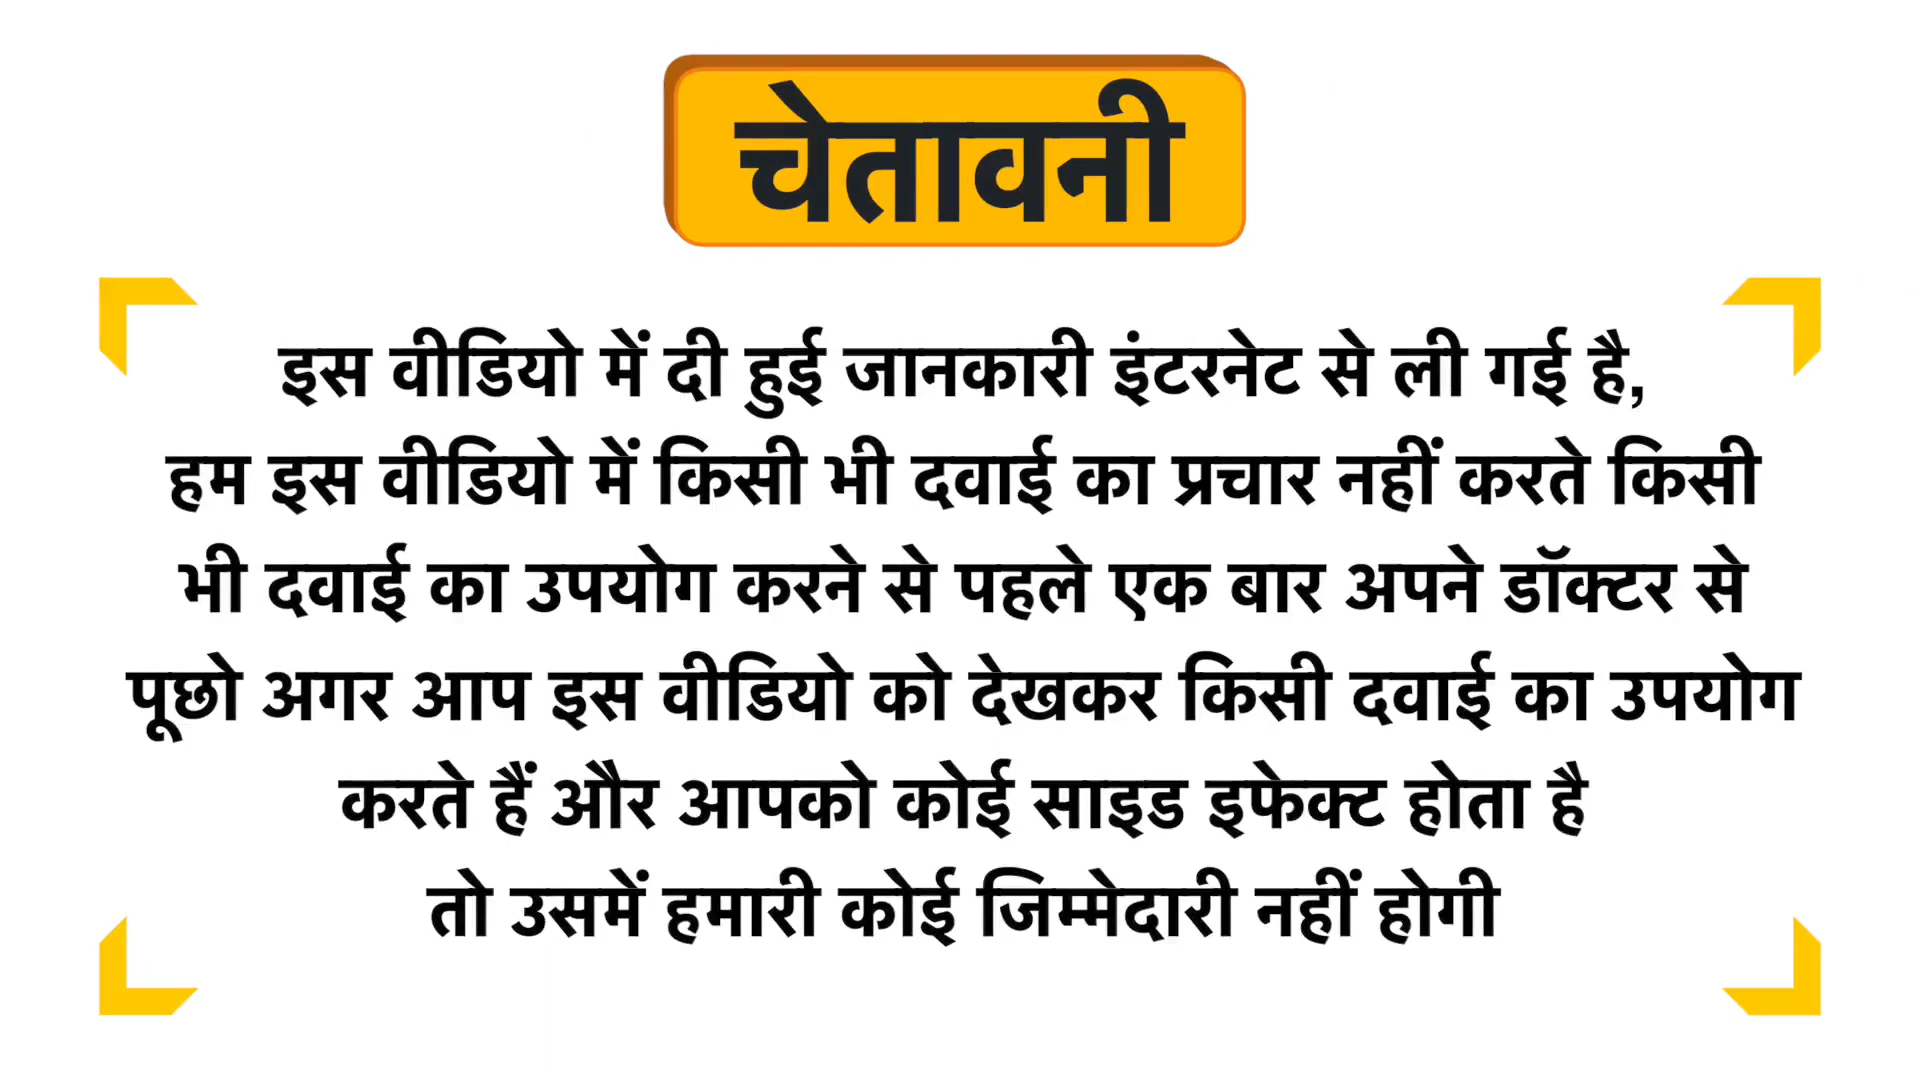 चेतावनी
इस वीडियो में दी हुई जानकारी इंटरनेट से ली गई है,
हम इस वीडियो में किसी भी दवाई का प्रचार नहीं करते किसी
भी दवाई का उपयोग करने से पहले एक बार अपने डॉक्टर से
पूछो अगर आप इस वीडियो को देखकर किसी दवाई का उपयोग
करते हैं और आपको कोई साइड इफेक्ट होता है
तो उसमें हमारी कोई जिम्मेदारी नहीं होगी